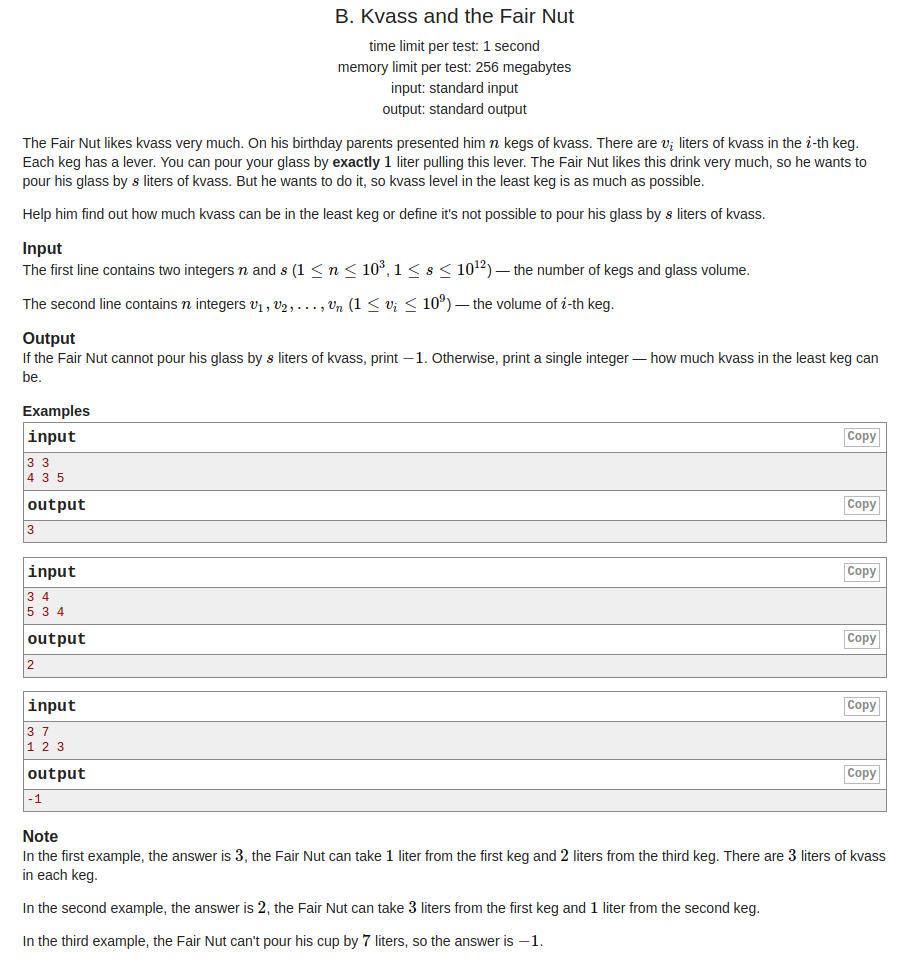 B. Kvass and the Fair Nut
time limit per test: 1 second
memory limit per test: 256 megabytes
input: standard input
output: standard output
The Fair Nut likes kvass very much. On his birthday parents presented him n kegs of kvass. There are v_i liters of kvass in the i-th keg.
Each keg has a lever. You can pour your glass by exactly 1 liter pulling this lever. The Fair Nut likes this drink very much, so he wants to
pour his glass by s liters of kvass. But he wants to do it, so kvass level in the least keg is as much as possible.
Help him find out how much kvass can be in the least keg or define it's not possible to pour his glass by s liters of kvass.
Input
The first line contains two integers n and s (1 ≤ n ≤ 10^3, 1 ≤ s ≤ 10^12) — the number of kegs and glass volume.
The second line contains n integers v_1, v_2, ..., v_n (1 ≤ v_i ≤ 10^9) — the volume of i-th keg.
Output
If the Fair Nut cannot pour his glass by s liters of kvass, print −1. Otherwise, print a single integer — how much kvass in the least keg can
be.
Examples
input Copy
3 3
4 3 5
output Copy
3
input Copy
3 4
5 3 4
output Copy
2
input Copy
3 7
1 2 3
output Copy
-1
Note
In the first example, the answer is 3, the Fair Nut can take 1 liter from the first keg and 2 liters from the third keg. There are 3 liters of kvass
in each keg.
In the second example, the answer is 2, the Fair Nut can take 3 liters from the first keg and 1 liter from the second keg.
In the third example, the Fair Nut can't pour his cup by 7 liters, so the answer is −1.